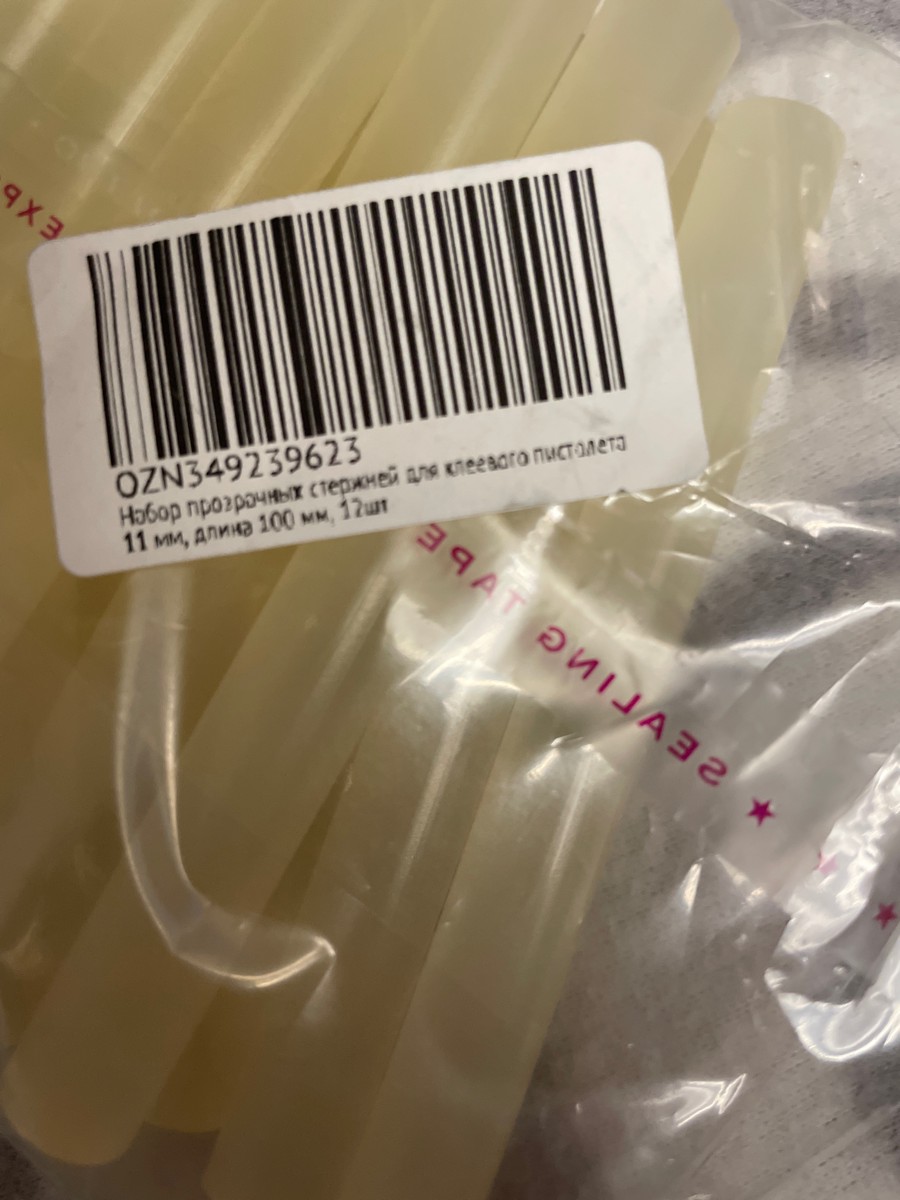 EXP
OZN349239623
Набор прозрачных стержней для клеевого пистолета
11 мм, длина 100 мм, 12шт
★ SEALING TAPE